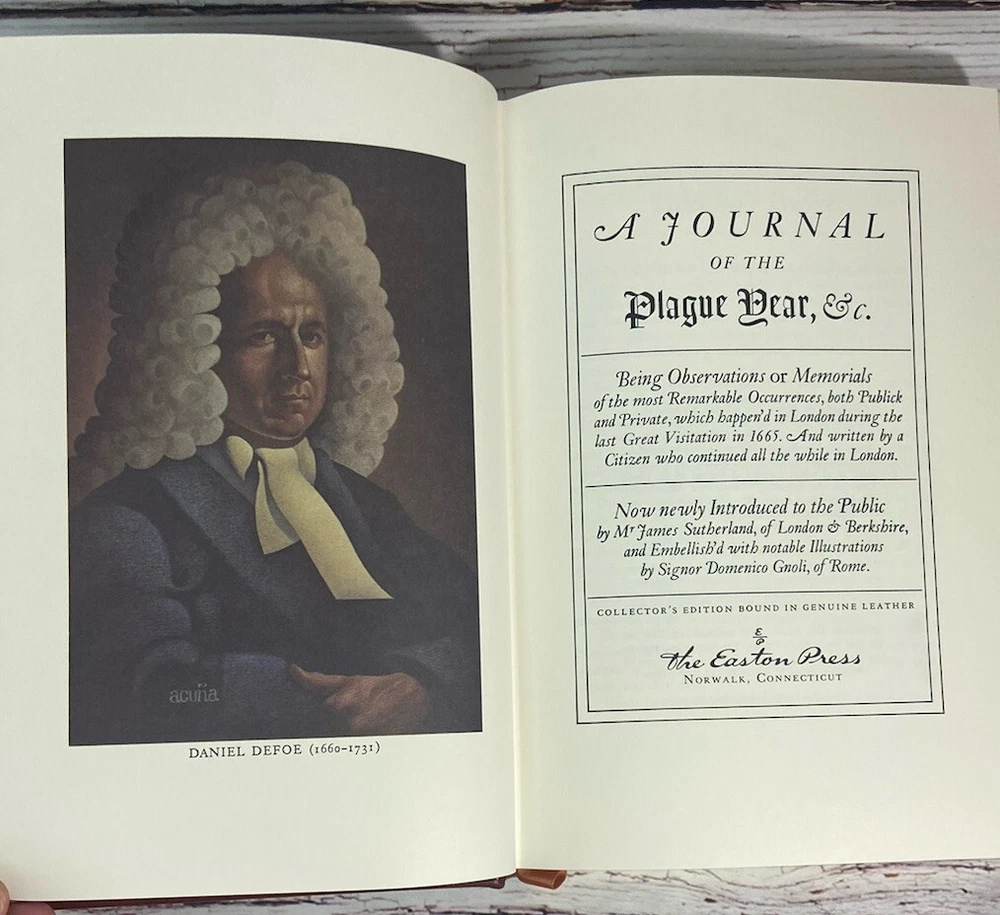 acuña
DANIEL DEFOE (1660-1731)
A JOURNAL
OF THE
Plague Year, &c.
Being Observations or Memorials
of the most Remarkable Occurrences, both Publick
and Private, which happen'd in London during the
last Great Visitation in 1665. And written by a
Citizen who continued all the while in London.
Now newly Introduced to the Public
by Mr James Sutherland, of London & Berkshire,
and Embellish'd with notable Illustrations
by Signor Domenico Gnoli, of Rome.
COLLECTOR'S EDITION BOUND IN GENUINE LEATHER
E
P
the Easton Press
NORWALK, CONNECTICUT